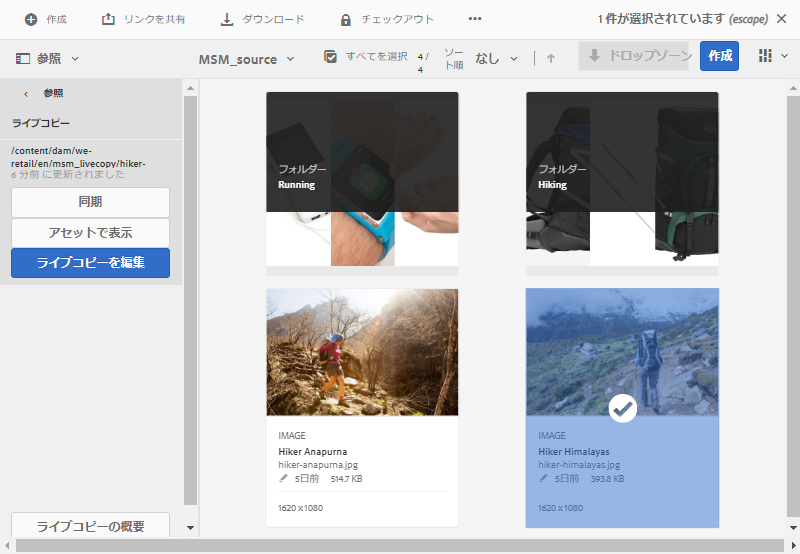 作成 リンクを共有 ダウンロード チェックアウト ••• 1 件が選択されています (escape) ×
参照 MSM_source すべてを選択 4 / 4 ソート順 なし ドロップゾーン 作成
参照
ライブコピー
/content/dam/we-
retail/en/msm_livecopy/hiker-
6 分前 に更新されました
同期
アセットで表示
ライブコピーを編集
ライブコピーの概要
フォルダー
Running
フォルダー
Hiking
IMAGE
Hiker Anapurna
hiker-anapurna.jpg
5日前 514.7 KB
1620 x 1080
IMAGE
Hiker Himalayas
hiker-himalayas.jpg
5日前 393.8 KB
1620 x 1080